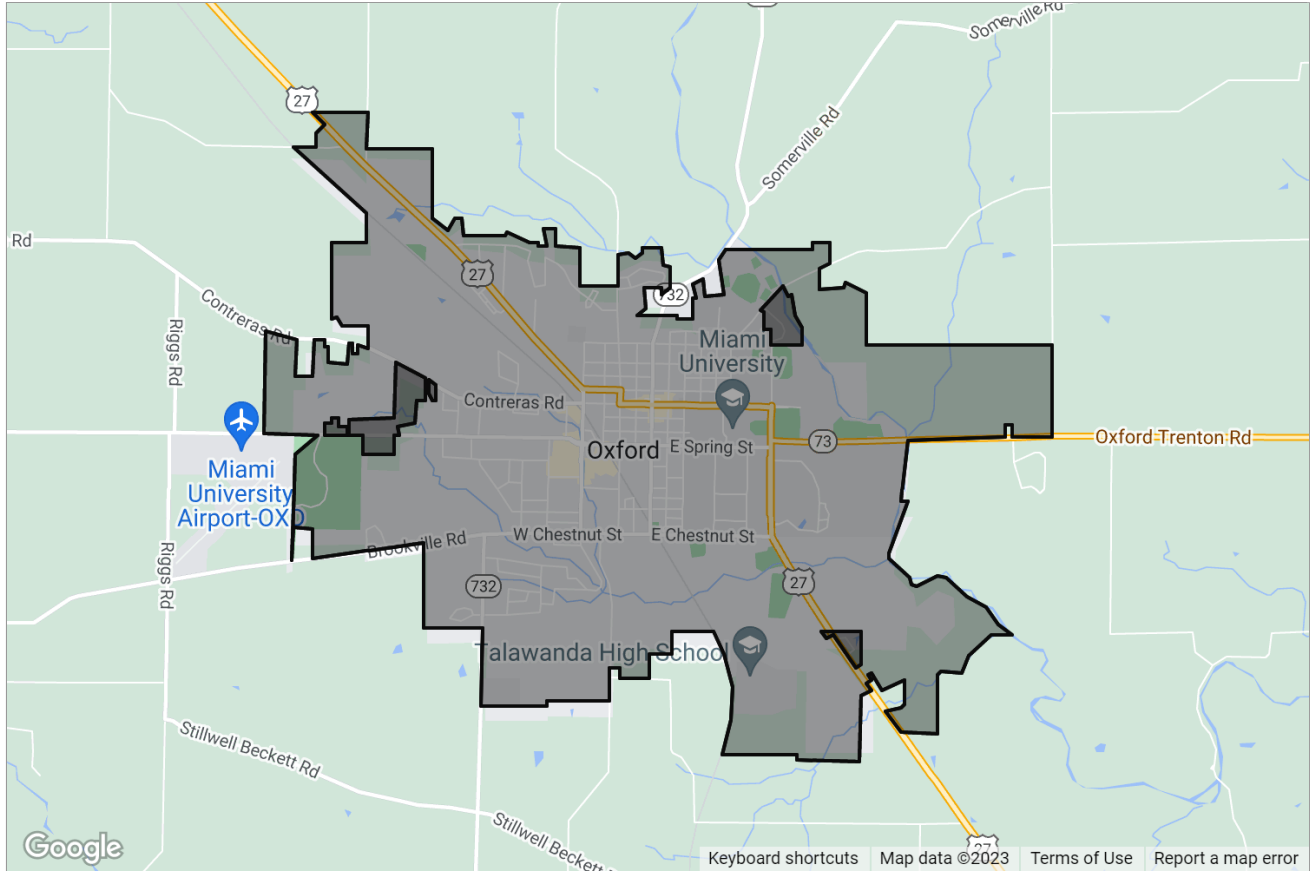 Somerville Rd
27
Somerville Rd
Rd
Contreras Rd
27
732
Riggs Rd
Miami
University
Contreras Rd
Oxford
E Spring St
73
Oxford Trenton Rd
Miami
University
Airport-OXD
W Chestnut St
E Chestnut St
Brookville Rd
Riggs Rd
732
27
Talawanda High School
Stillwell Beckett Rd
Stillwell Beckett R
27
Google
Keyboard shortcuts
Map data ©2023
Terms of Use
Report a map error